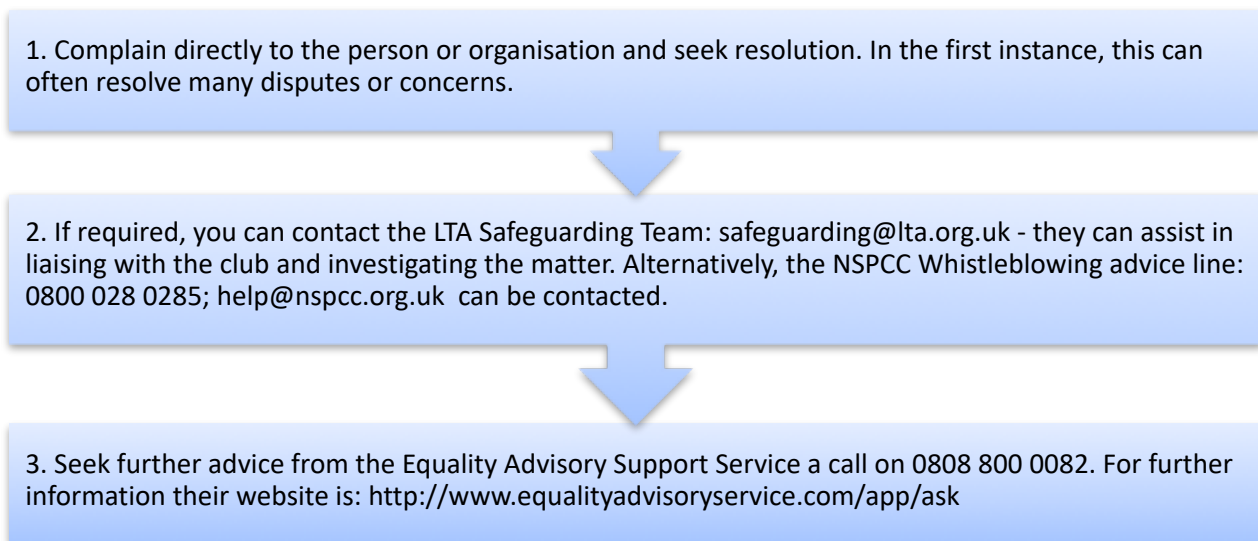 1. Complain directly to the person or organisation and seek resolution. In the first instance, this can
often resolve many disputes or concerns.
2. If required, you can contact the LTA Safeguarding Team: safeguarding@lta.org.uk - they can assist in
liaising with the club and investigating the matter. Alternatively, the NSPCC Whistleblowing advice line:
0800 028 0285; help@nspcc.org.uk  can be contacted.
3. Seek further advice from the Equality Advisory Support Service a call on 0808 800 0082. For further
information their website is: http://www.equalityadvisoryservice.com/app/ask